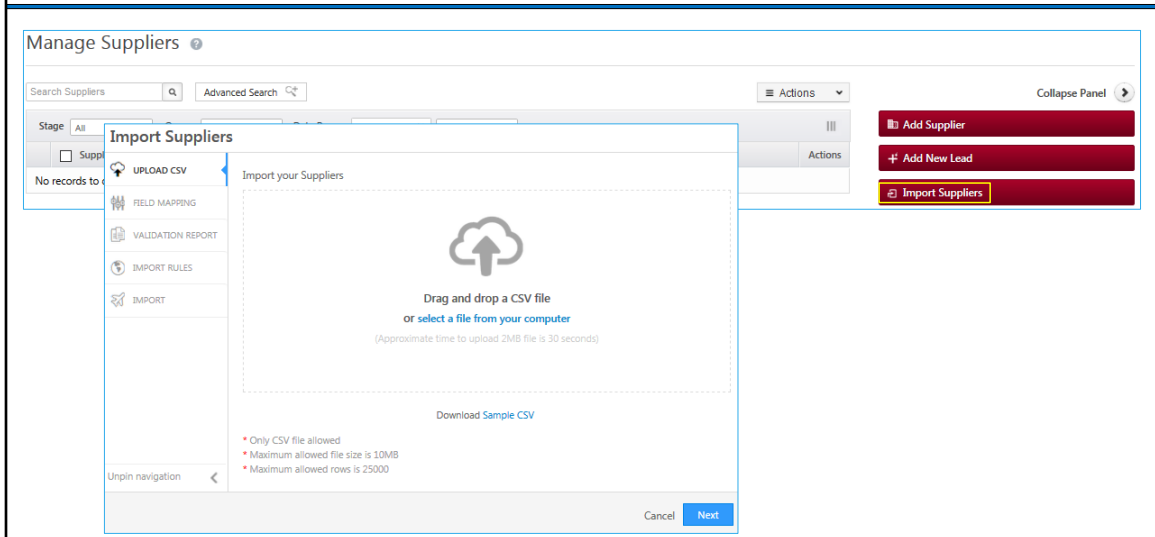 Manage Suppliers ?
Search Suppliers
Advanced Search
Actions
Collapse Panel
Stage All
Add Supplier
Actions
Add New Lead
No records to
Import Suppliers
Import Suppliers
UPLOAD CSV
FIELD MAPPING
VALIDATION REPORT
IMPORT RULES
IMPORT
Unpin navigation
Import your Suppliers
Drag and drop a CSV file
or select a file from your computer
(Approximate time to upload 2MB file is 30 seconds)
Download Sample CSV
* Only CSV file allowed
* Maximum allowed file size is 10MB
* Maximum allowed rows is 25000
Cancel
Next